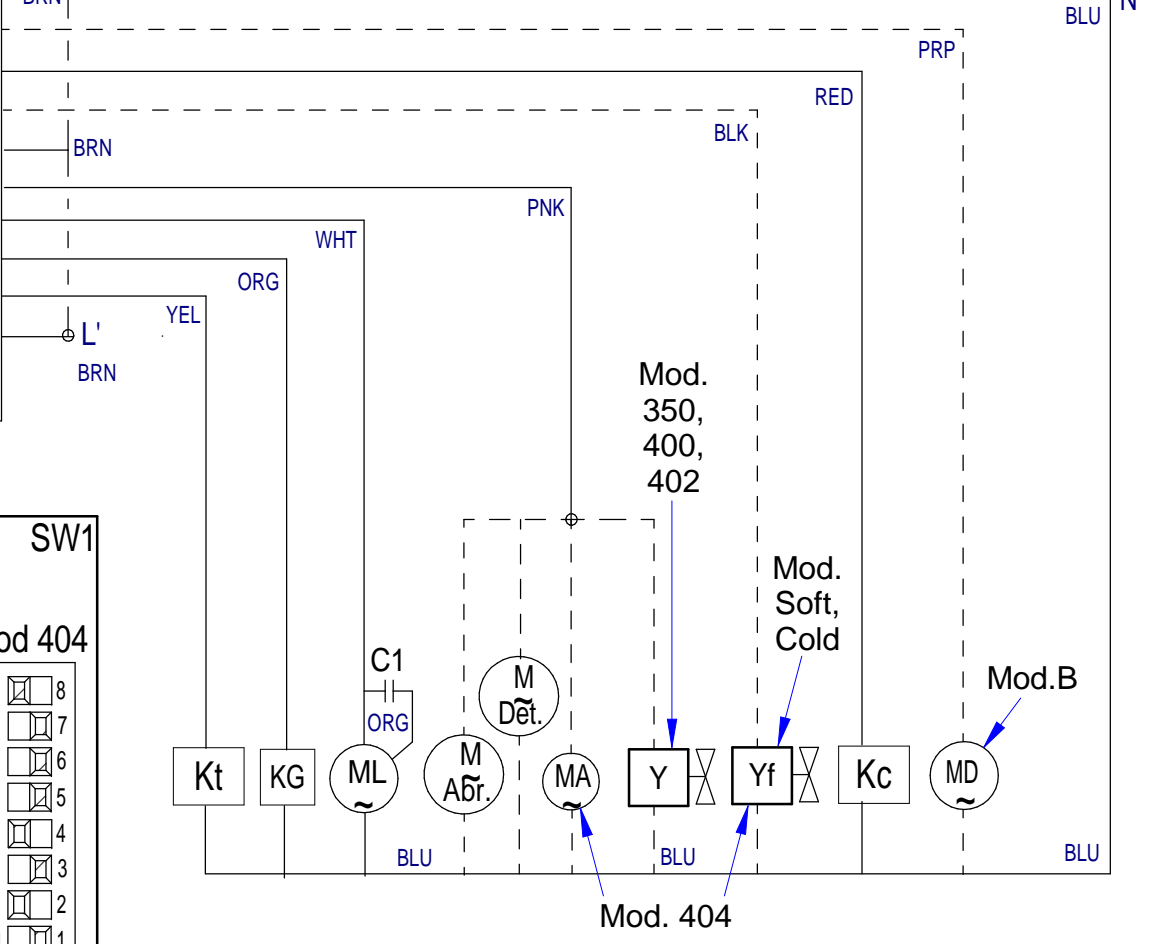 BRN
BLU
N
PRP
RED
BLK
BRN
PNK
WHT
ORG
YEL
L'
BRN
Mod.
350,
400,
402
SW1
Mod.
Soft,
Cold
od 404
C1
M
Det.
Mod.B
8
ORG
7
M
6
Kt
KG
ML
Abr.
MA
Y
Yf
Kc
MD
~
5
4
BLU
BLU
BLU
3
2
Mod. 404
1